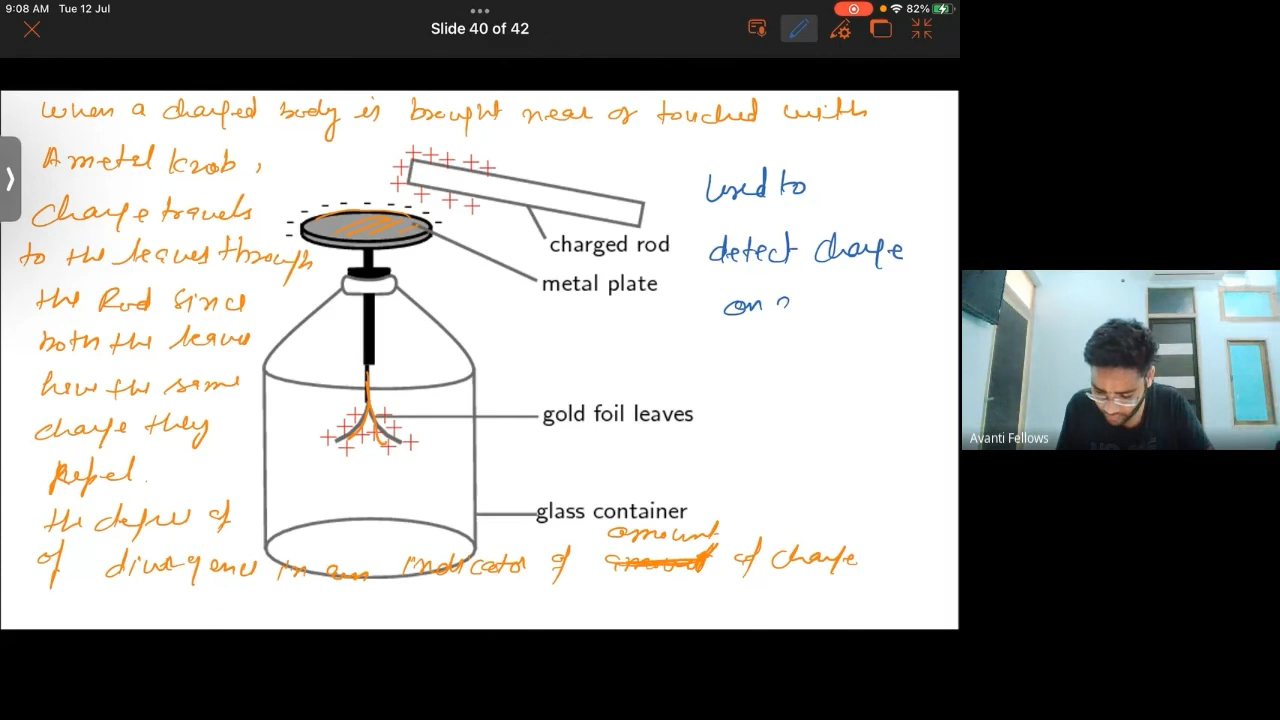 9:08 AM Tue 12 Jul
82%
Slide 40 of 42
when a charged body is brought near or touched with
A metal knob,
charge travels
to the leaves through
the Rod since
both the leaves
have the same
charge they
Repel.
the degree of
of divergence is an indicator of amount of charge
Used to
detect charge
on
charged rod
metal plate
gold foil leaves
glass container
Avanti Fellows